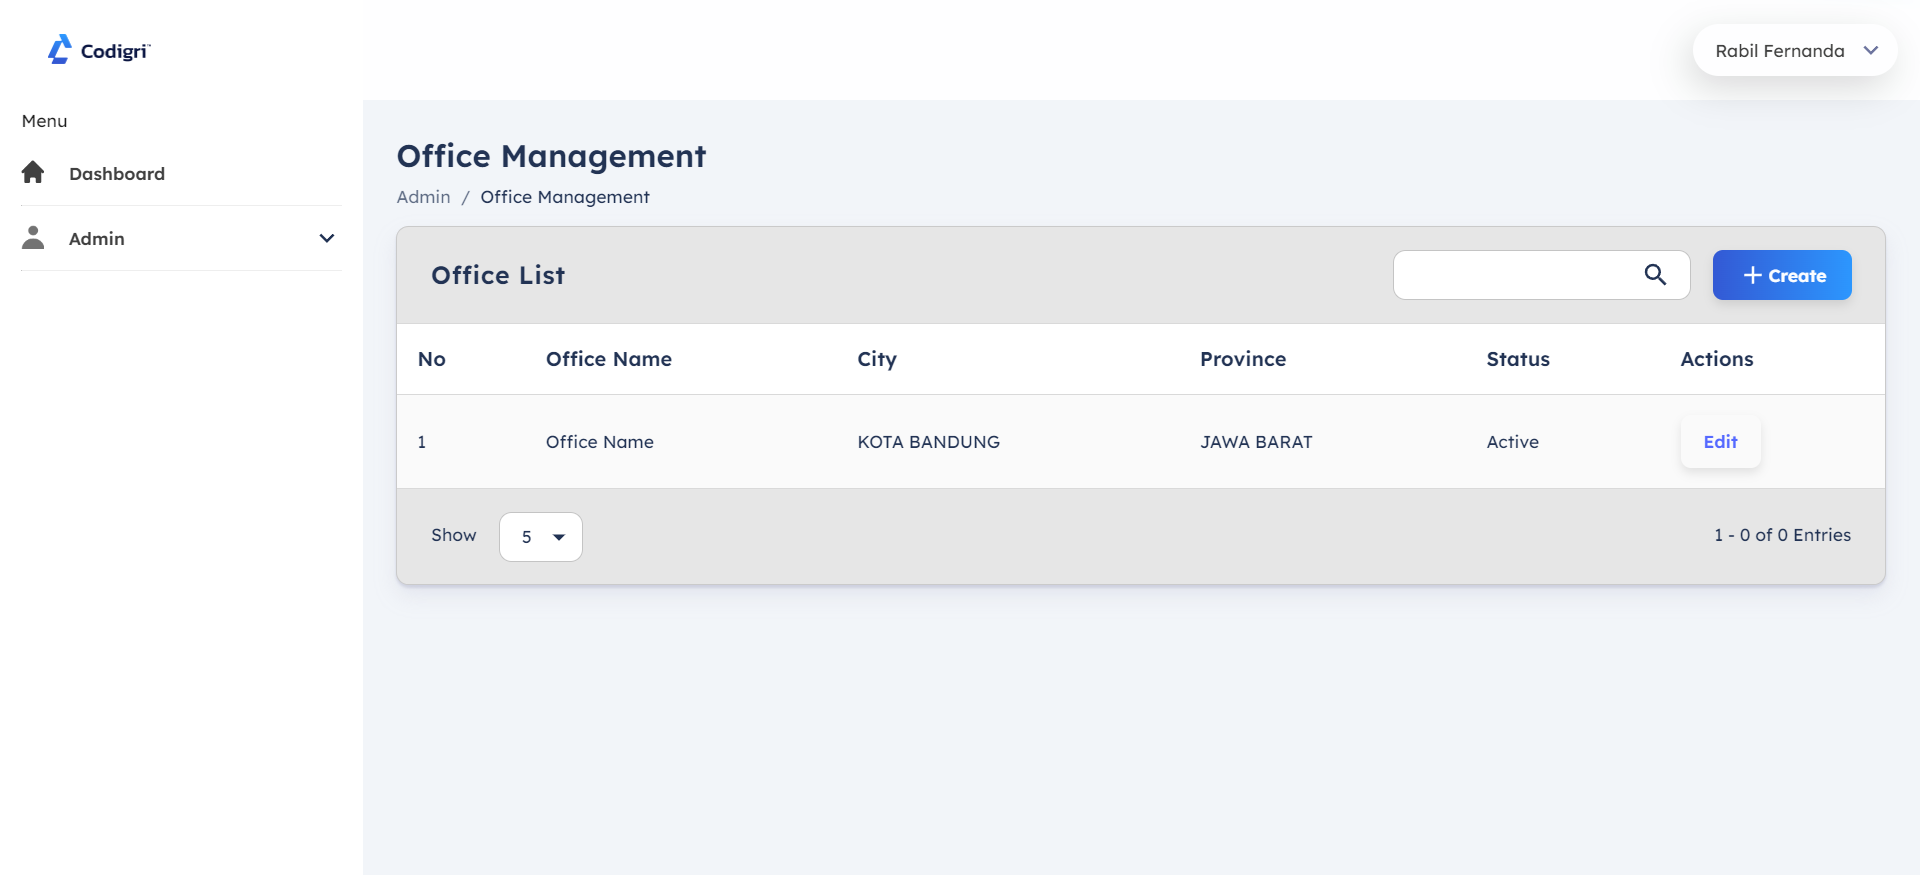 Codigri™
Rabil Fernanda
Menu
Dashboard
Admin
Office Management
Admin / Office Management
Office List
Create
No Office Name City Province Status Actions
1 Office Name KOTA BANDUNG JAWA BARAT Active Edit
Show 5 1 - 0 of 0 Entries